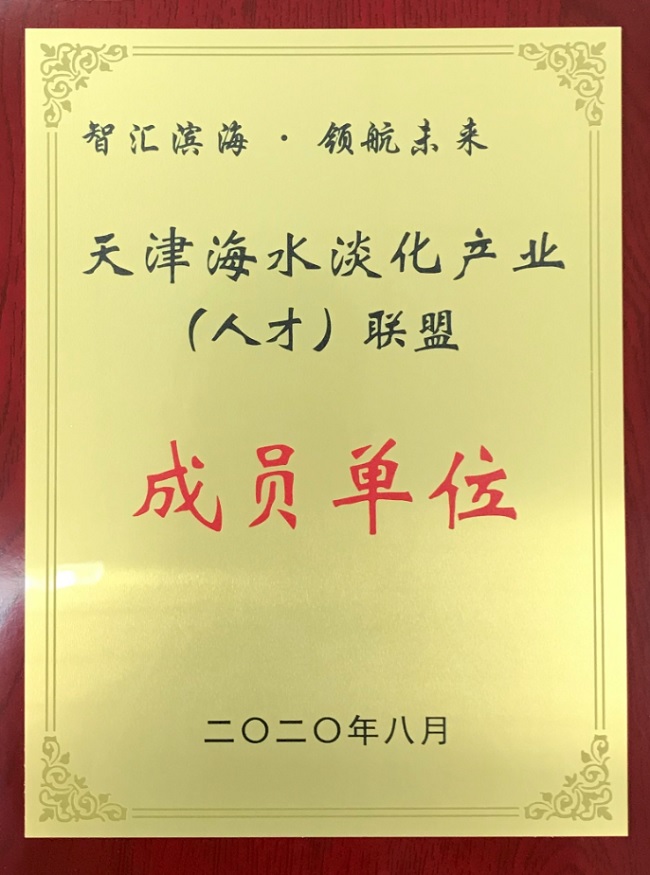 智汇滨海·领航未来
天津海水淡化产业
（人才）联盟
成员单位
二〇二〇年八月